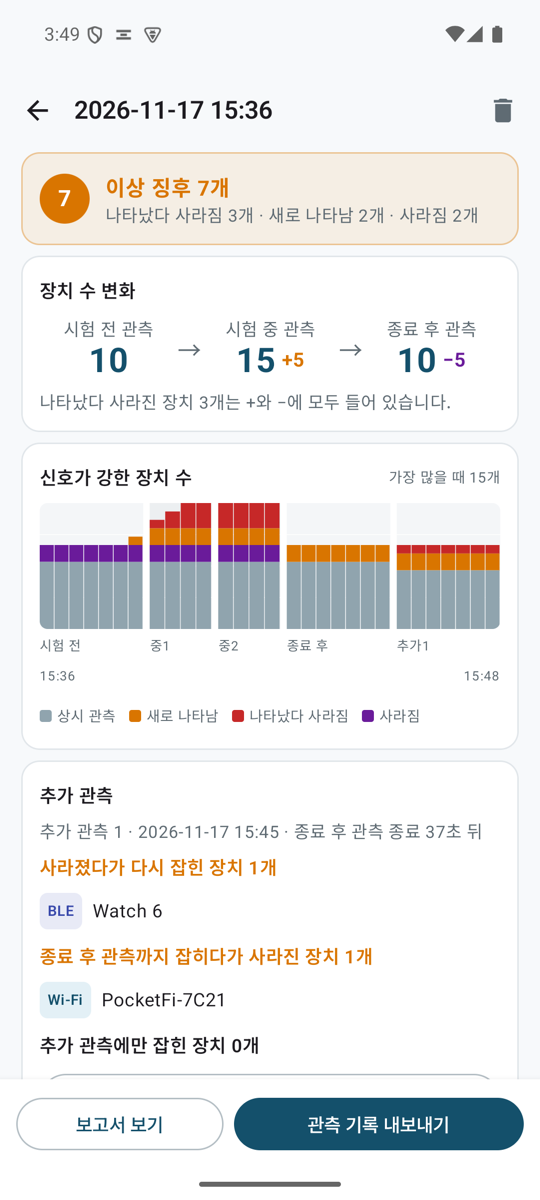 3:49
2026-11-17 15:36
7
이상 징후 7개
나타났다 사라짐 3개 · 새로 나타남 2개 · 사라짐 2개
장치 수 변화
시험 전 관측 → 시험 중 관측 → 종료 후 관측
10 15 +5 10 −5
나타났다 사라진 장치 3개는 +와 −에 모두 들어 있습니다.
신호가 강한 장치 수 가장 많을 때 15개
시험 전 중1 중2 종료 후 추가1
15:36 15:48
상시 관측 새로 나타남 나타났다 사라짐 사라짐
추가 관측
추가 관측 1 · 2026-11-17 15:45 · 종료 후 관측 종료 37초 뒤
사라졌다가 다시 잡힌 장치 1개
BLE Watch 6
종료 후 관측까지 잡히다가 사라진 장치 1개
Wi-Fi PocketFi-7C21
추가 관측에만 잡힌 장치 0개
보고서 보기 관측 기록 내보내기